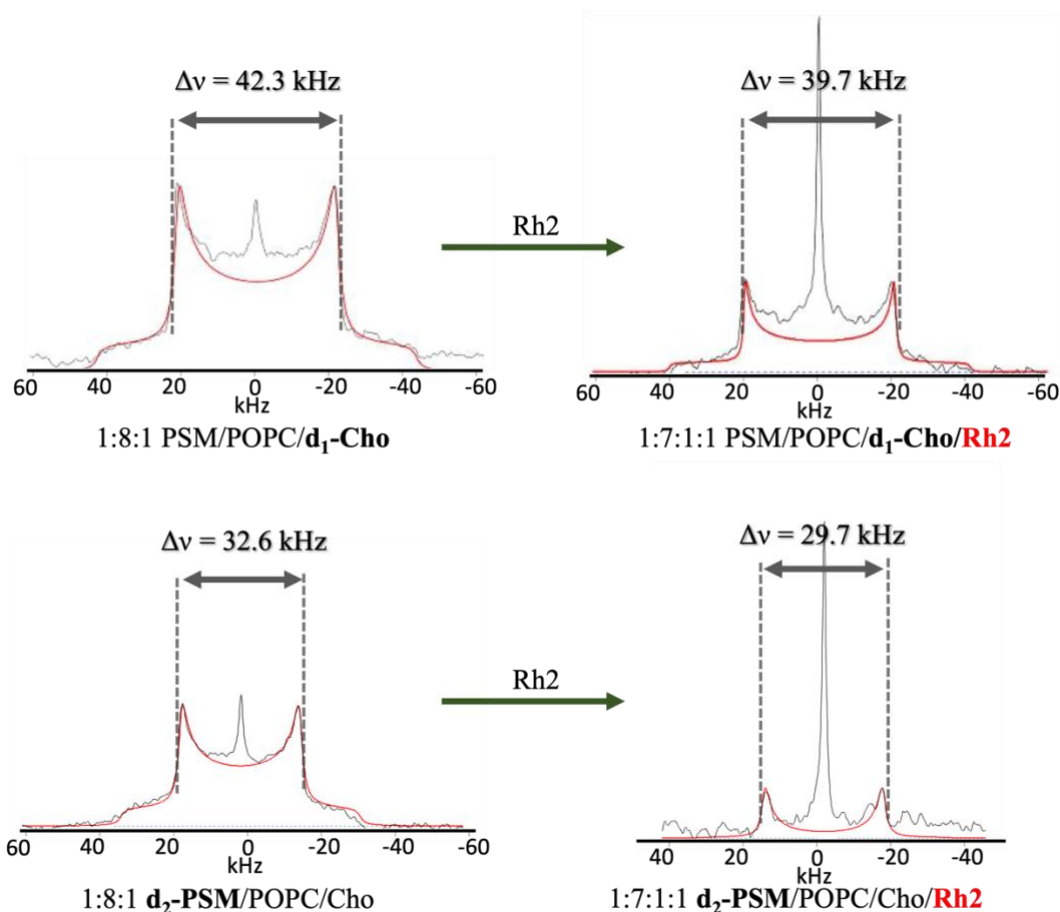 Δν = 42.3 kHz
Δν = 39.7 kHz
Rh2
60 40 20 0 -20 -40 -60
kHz
60 40 20 0 -20 -40 -60
kHz
1:8:1 PSM/POPC/d₁-Cho
1:7:1:1 PSM/POPC/d₁-Cho/Rh2
Δν = 32.6 kHz
Δν = 29.7 kHz
Rh2
60 40 20 0 -20 -40 -60
kHz
40 20 0 -20 -40
kHz
1:8:1 d₂-PSM/POPC/Cho
1:7:1:1 d₂-PSM/POPC/Cho/Rh2